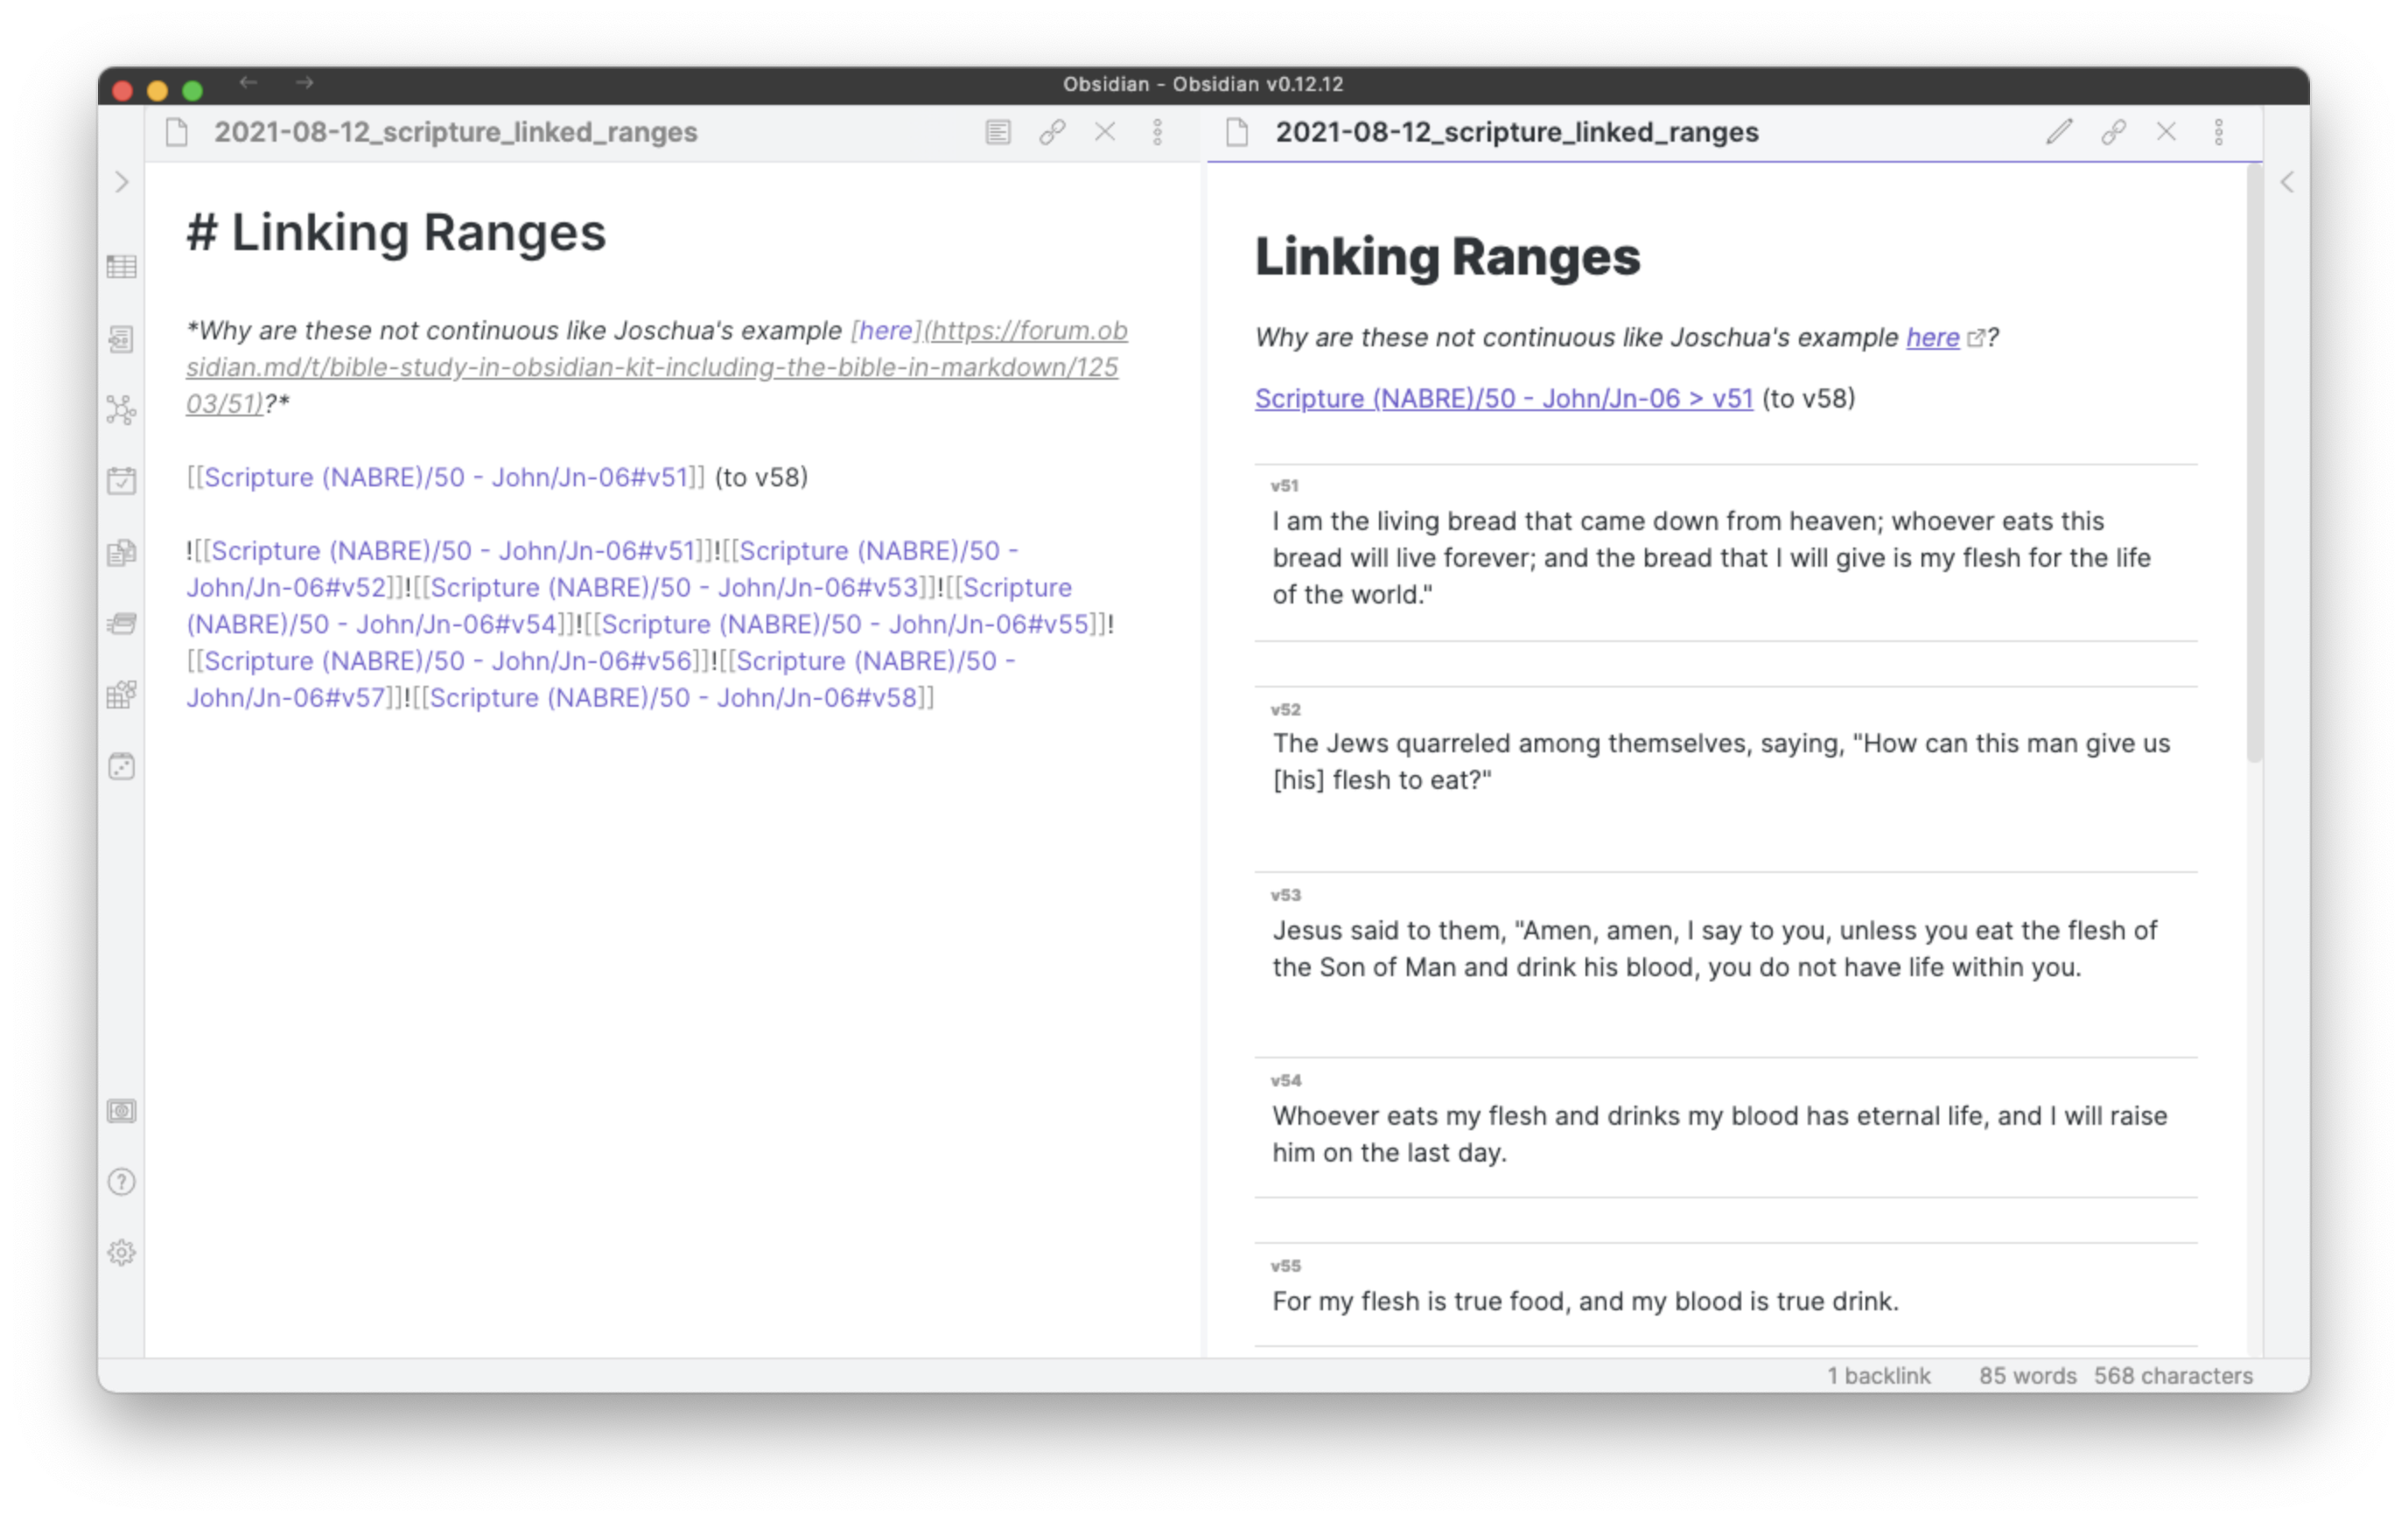 Obsidian - Obsidian v0.12.12
2021-08-12_scripture_linked_ranges
# Linking Ranges
*Why are these not continuous like Joschua's example [here](https://forum.ob
sidian.md/t/bible-study-in-obsidian-kit-including-the-bible-in-markdown/125
03/51)?*
[[Scripture (NABRE)/50 - John/Jn-06#v51]] (to v58)
![[Scripture (NABRE)/50 - John/Jn-06#v51]]![[Scripture (NABRE)/50 -
John/Jn-06#v52]]![[Scripture (NABRE)/50 - John/Jn-06#v53]]![[Scripture
(NABRE)/50 - John/Jn-06#v54]]![[Scripture (NABRE)/50 - John/Jn-06#v55]]!
[[Scripture (NABRE)/50 - John/Jn-06#v56]]![[Scripture (NABRE)/50 -
John/Jn-06#v57]]![[Scripture (NABRE)/50 - John/Jn-06#v58]]
2021-08-12_scripture_linked_ranges
Linking Ranges
Why are these not continuous like Joschua's example here?
Scripture (NABRE)/50 - John/Jn-06 > v51 (to v58)
v51
I am the living bread that came down from heaven; whoever eats this
bread will live forever; and the bread that I will give is my flesh for the life
of the world."
v52
The Jews quarreled among themselves, saying, "How can this man give us
[his] flesh to eat?"
v53
Jesus said to them, "Amen, amen, I say to you, unless you eat the flesh of
the Son of Man and drink his blood, you do not have life within you.
v54
Whoever eats my flesh and drinks my blood has eternal life, and I will raise
him on the last day.
v55
For my flesh is true food, and my blood is true drink.
1 backlink 85 words 568 characters